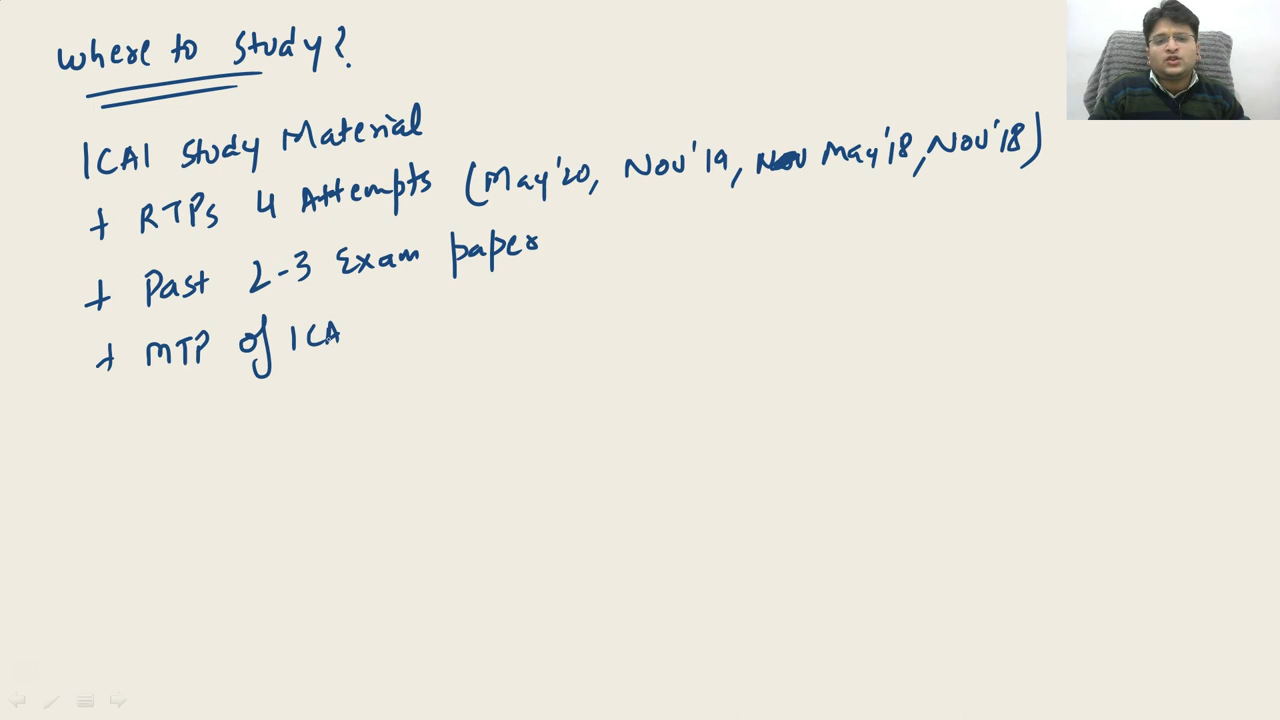 Where to study?
ICAI Study Material
+ RTPs 4 Attempts (May'20, Nov'19, May'18, Nov'18)
+ Past 2-3 Exam paper
+ MTP of ICA